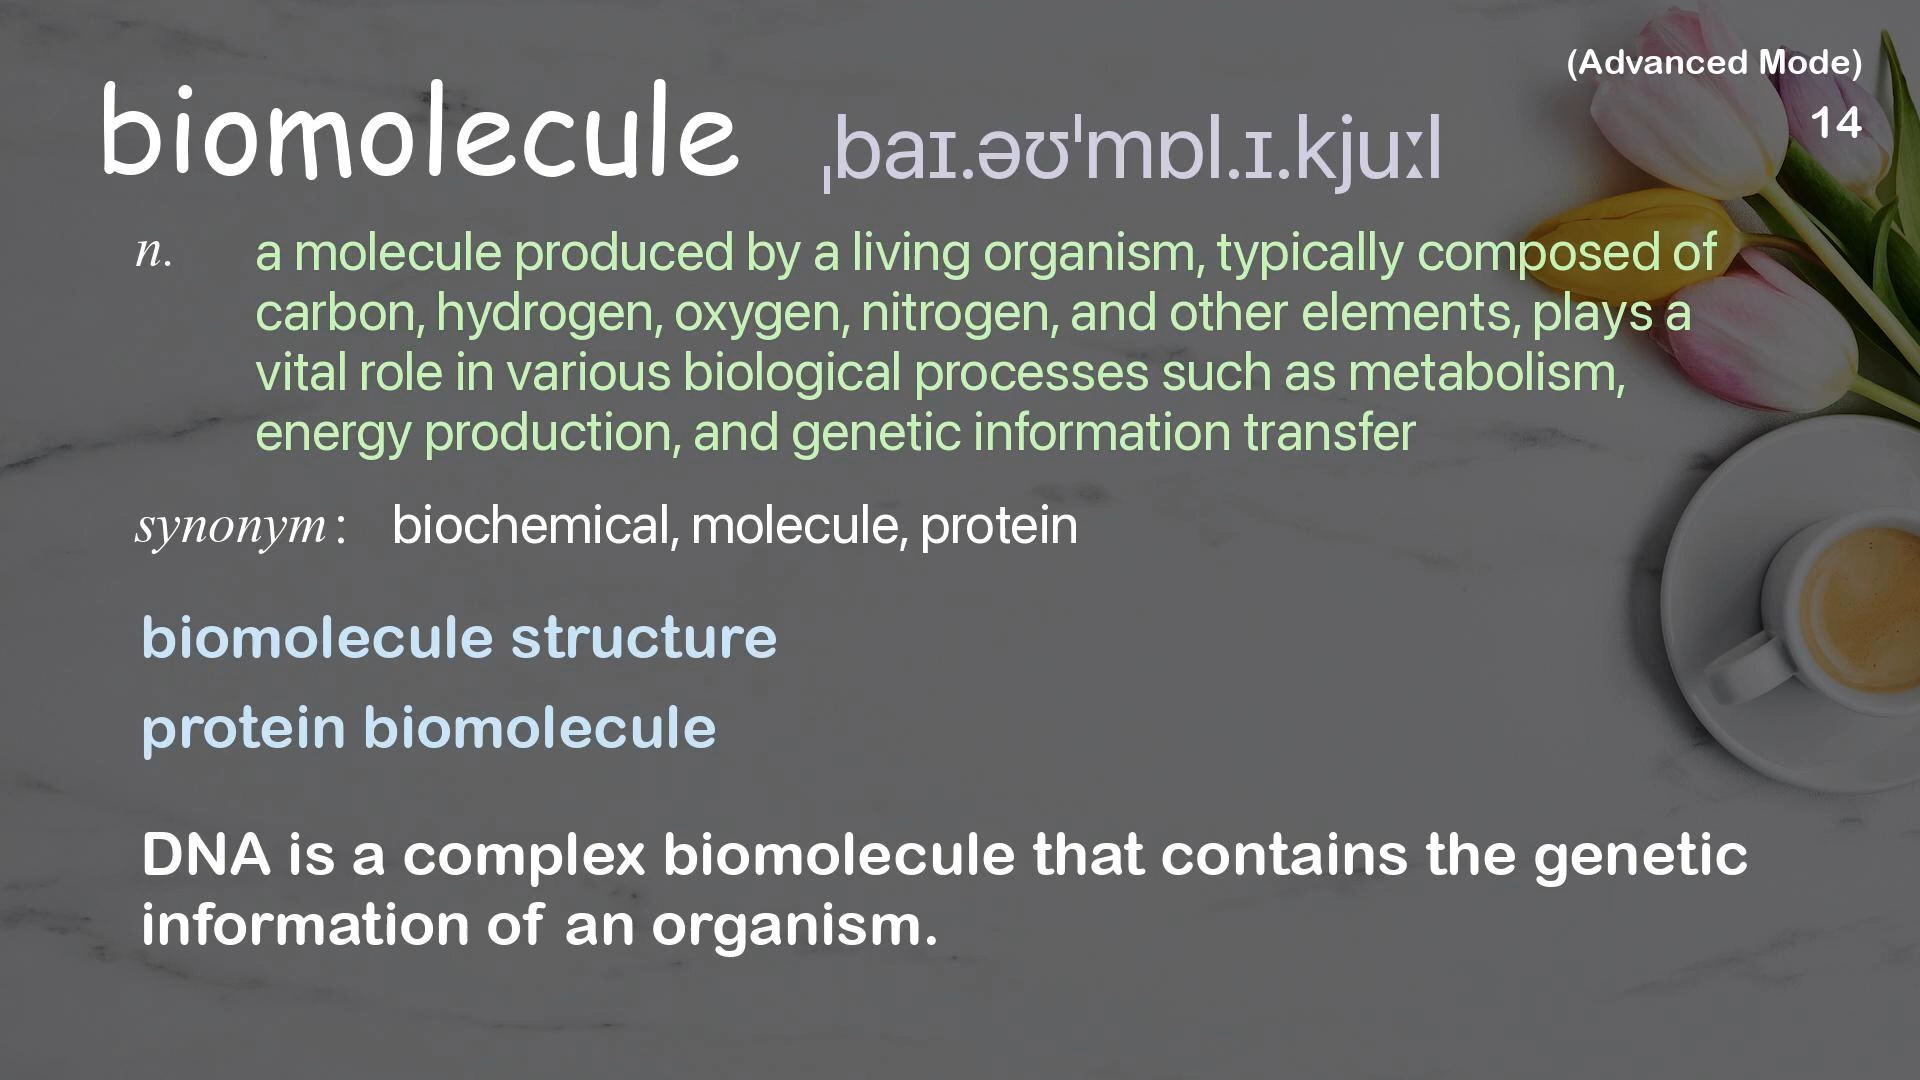 (Advanced Mode)
14
biomolecule ˌbaɪ.əʊˈmɒl.ɪ.kjuːl
n. a molecule produced by a living organism, typically composed of
carbon, hydrogen, oxygen, nitrogen, and other elements, plays a
vital role in various biological processes such as metabolism,
energy production, and genetic information transfer
synonym: biochemical, molecule, protein
biomolecule structure
protein biomolecule
DNA is a complex biomolecule that contains the genetic
information of an organism.